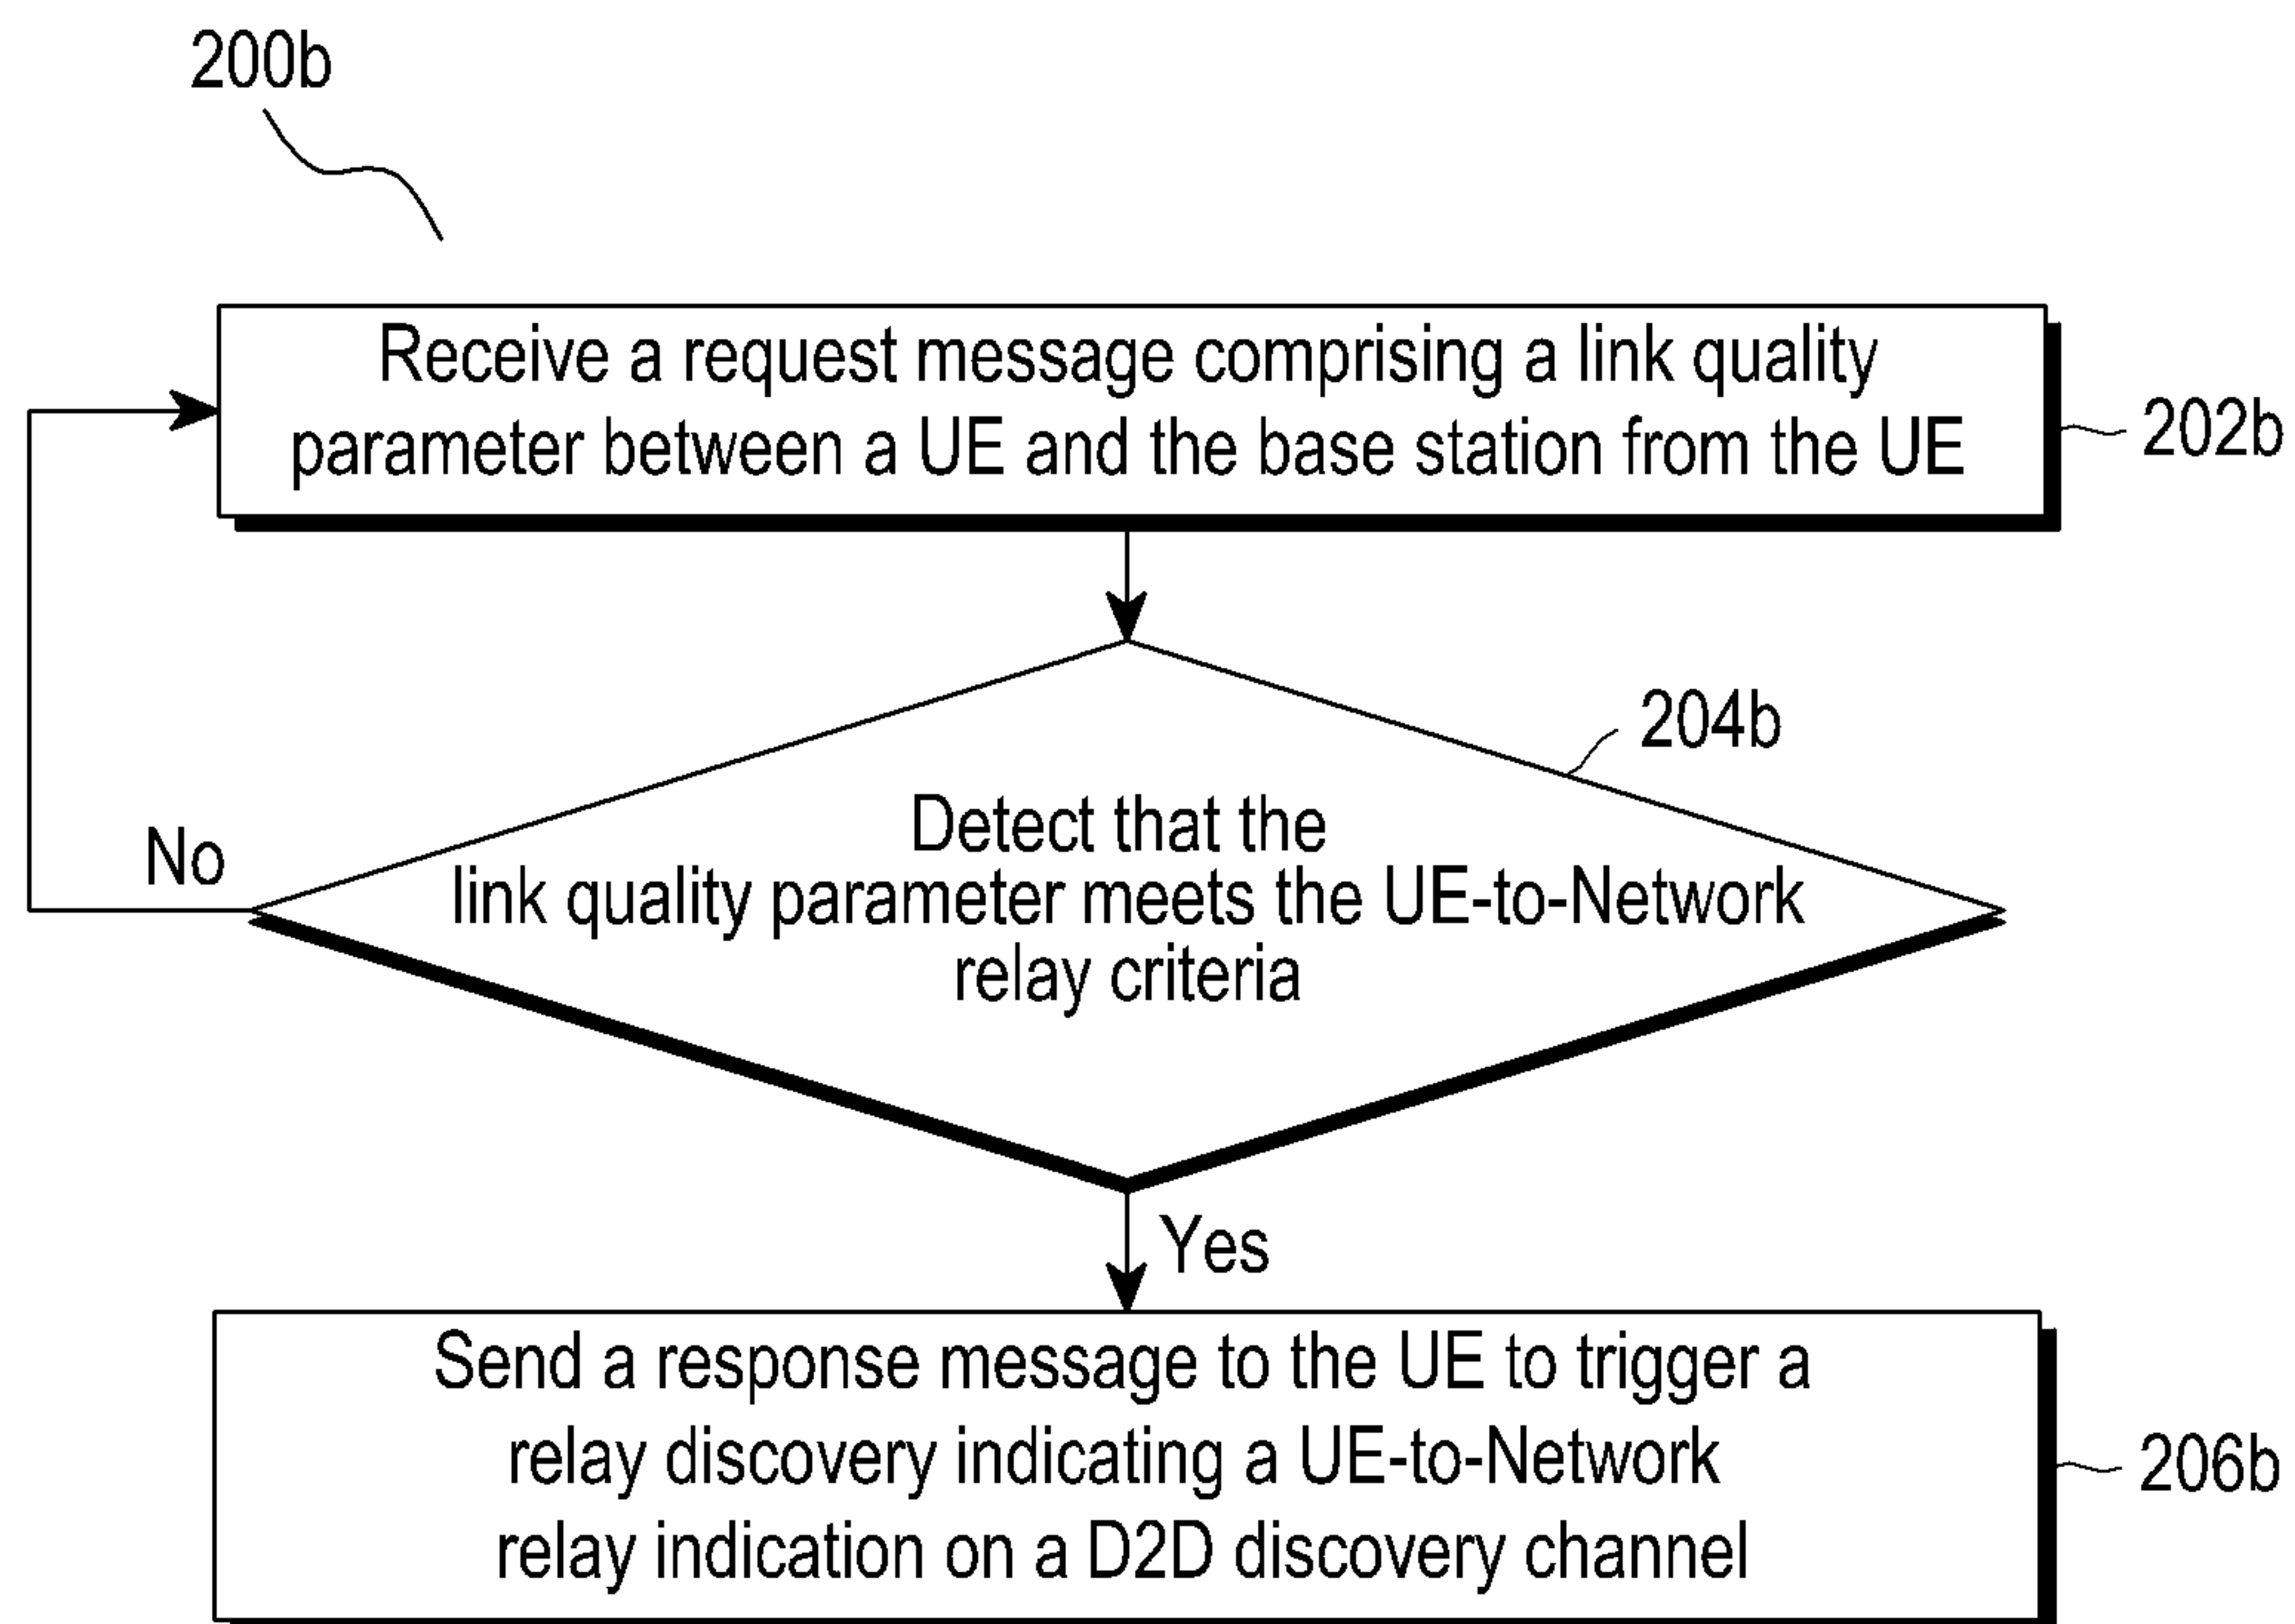 200b
Receive a request message comprising a link quality
parameter between a UE and the base station from the UE
202b
204b
Detect that the
link quality parameter meets the UE-to-Network
relay criteria
No
Yes
Send a response message to the UE to trigger a
relay discovery indicating a UE-to-Network
relay indication on a D2D discovery channel
206b